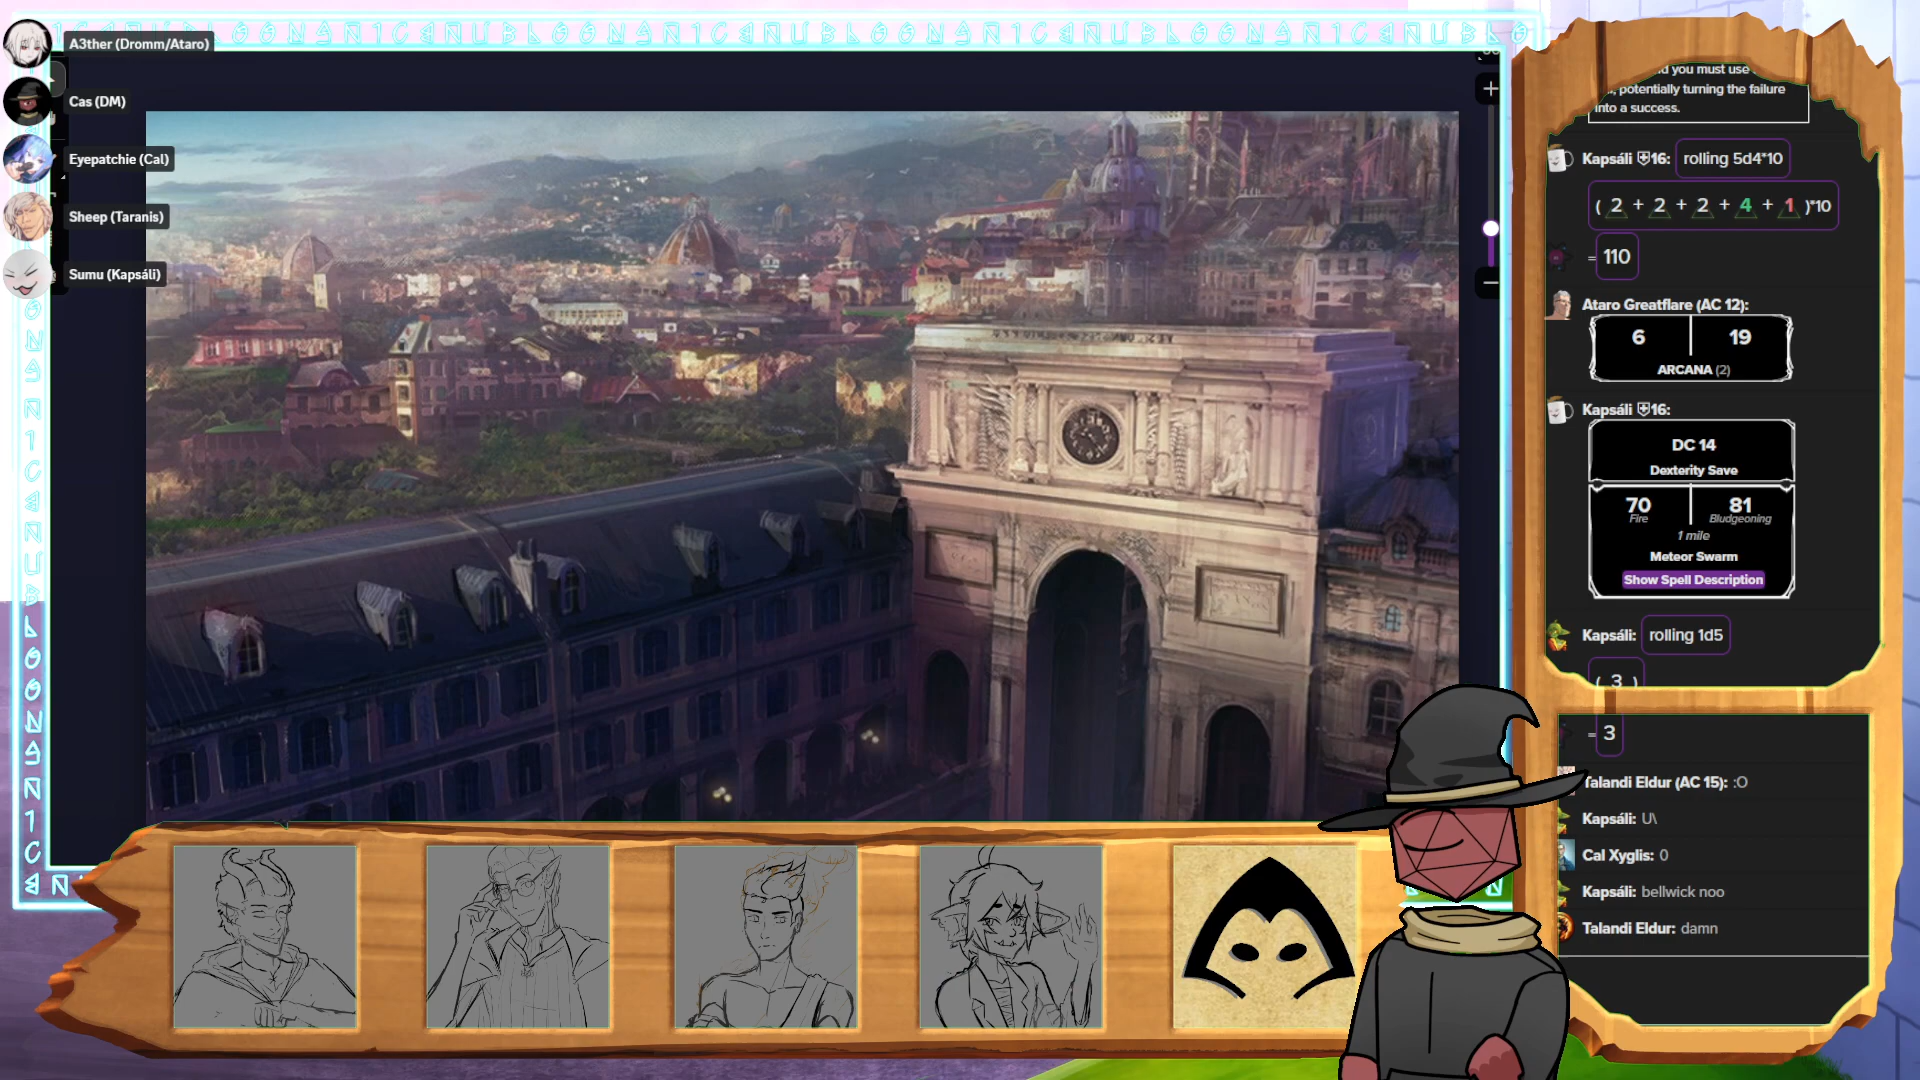 A3ther (Dromm/Ataro)
Cas (DM)
Eyepatchie (Cal)
Sheep (Taranis)
Sumu (Kapsáli)
d you must use
, potentially turning the failure
into a success.
Kapsáli 16: rolling 5d4*10
( 2 + 2 + 2 + 4 + 1 )*10
= 110
Ataro Greatflare (AC 12):
6 19
ARCANA (2)
Kapsáli 16:
DC 14
Dexterity Save
70 81
Fire Bludgeoning
1 mile
Meteor Swarm
Show Spell Description
Kapsáli: rolling 1d5
( 3 )
= 3
Talandi Eldur (AC 15): :O
Kapsáli: U\
Cal Xyglis: 0
Kapsáli: bellwick noo
Talandi Eldur: damn